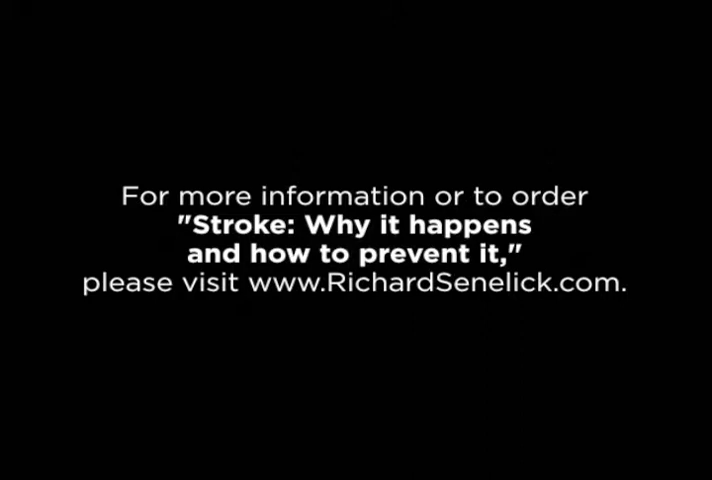 For more information or to order
"Stroke: Why it happens
and how to prevent it,"
please visit www.RichardSenelick.com.